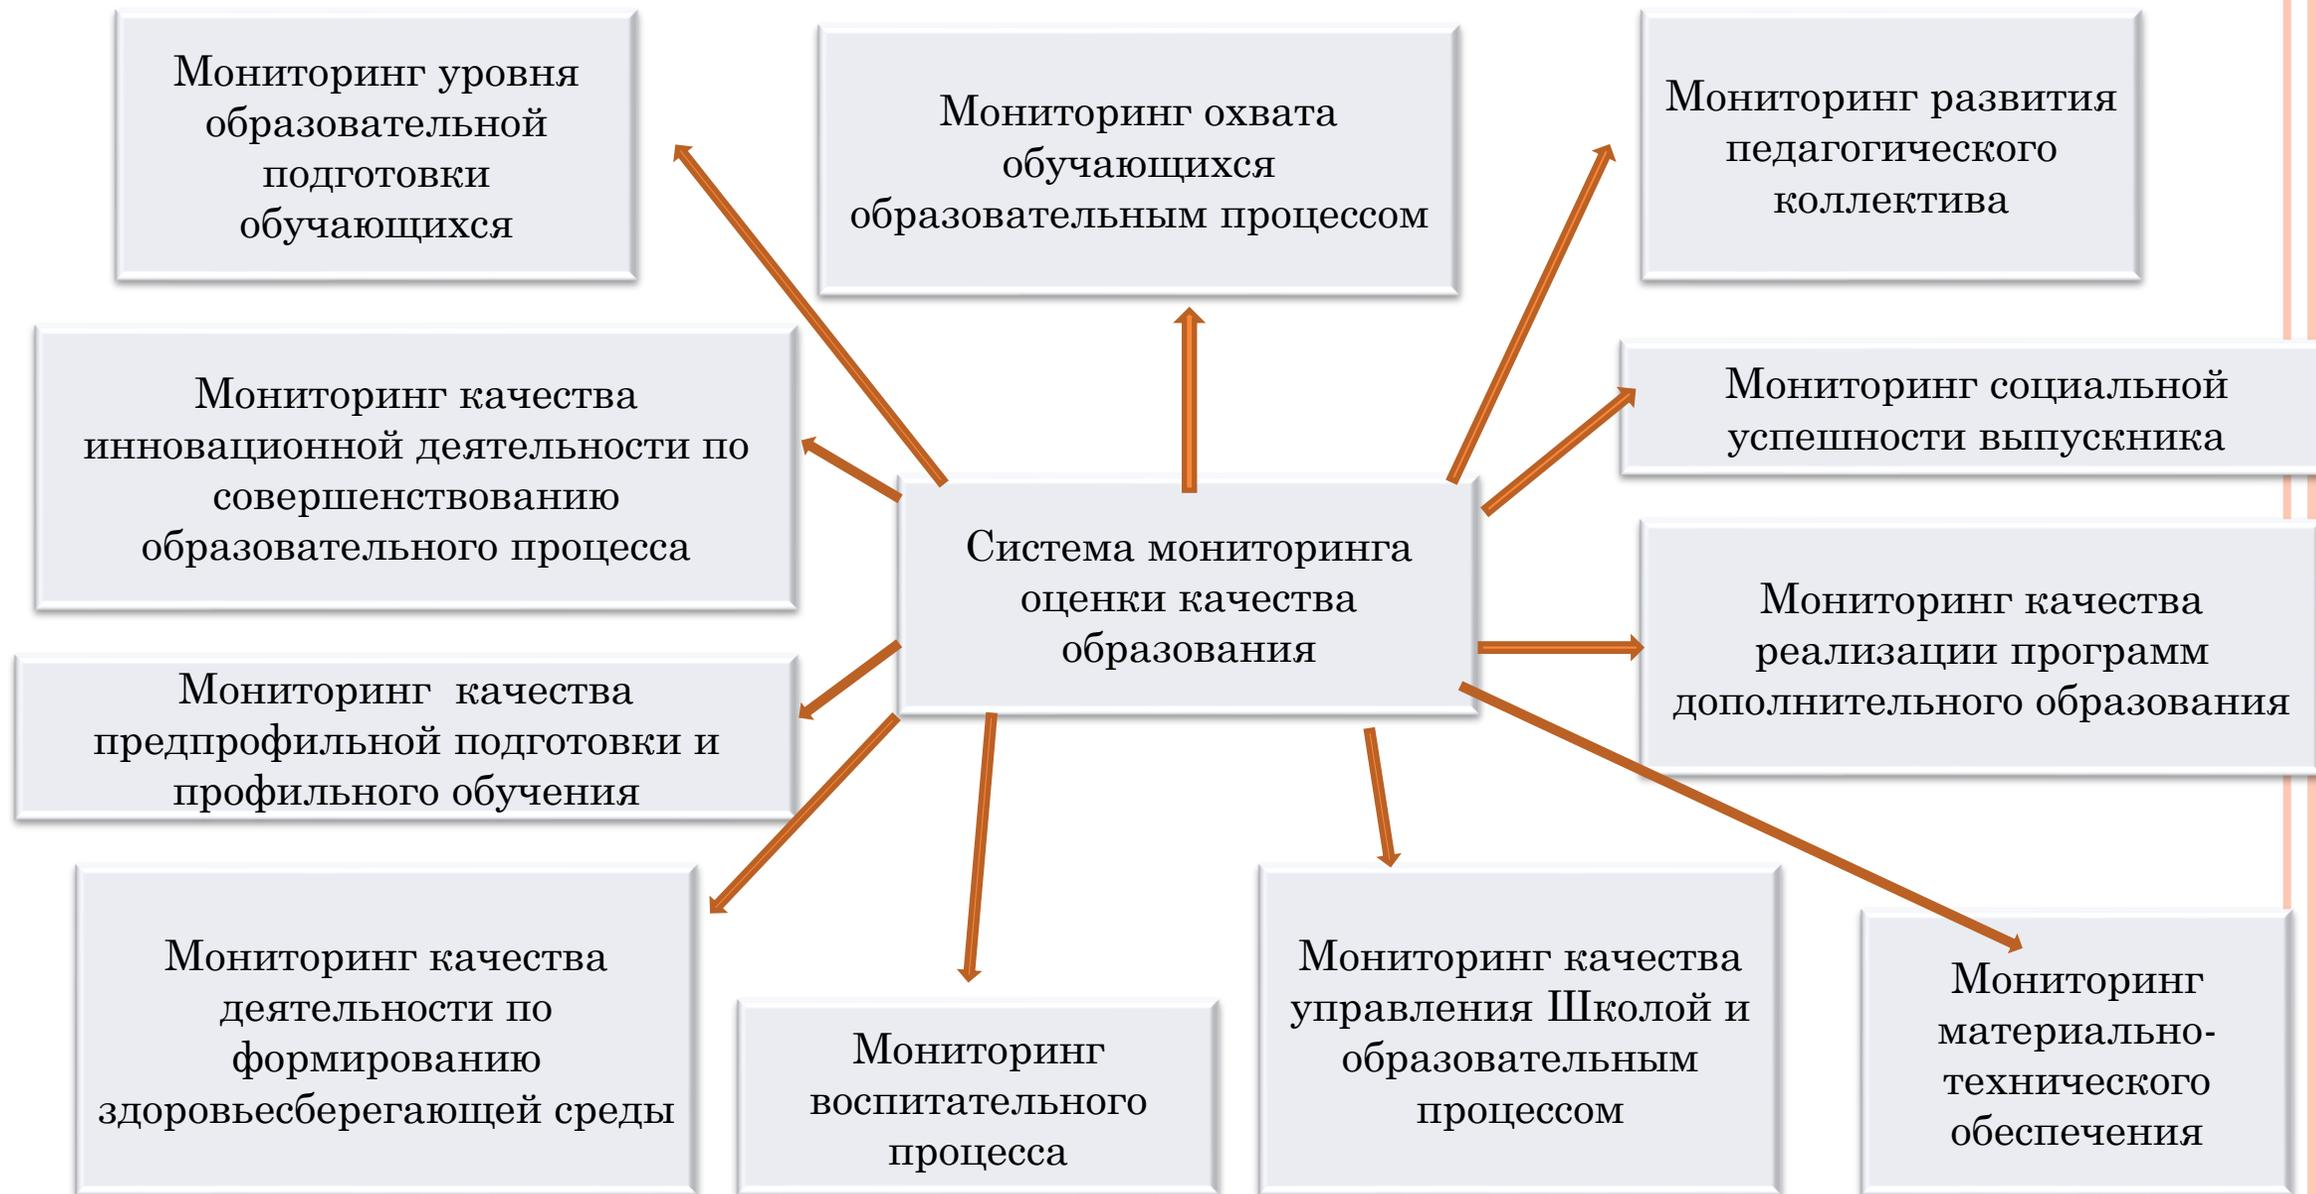 Мониторинг уровня
образовательной
подготовки
обучающихся
Мониторинг охвата
обучающихся
образовательным процессом
Мониторинг развития
педагогического
коллектива
Мониторинг качества
инновационной деятельности по
совершенствованию
образовательного процесса
Мониторинг социальной
успешности выпускника
Система мониторинга
оценки качества
образования
Мониторинг качества
реализации программ
дополнительного образования
Мониторинг  качества
предпрофильной подготовки и
профильного обучения
Мониторинг качества
деятельности по
формированию
здоровьесберегающей среды
Мониторинг
воспитательного
процесса
Мониторинг качества
управления Школой и
образовательным
процессом
Мониторинг
материально-
технического
обеспечения